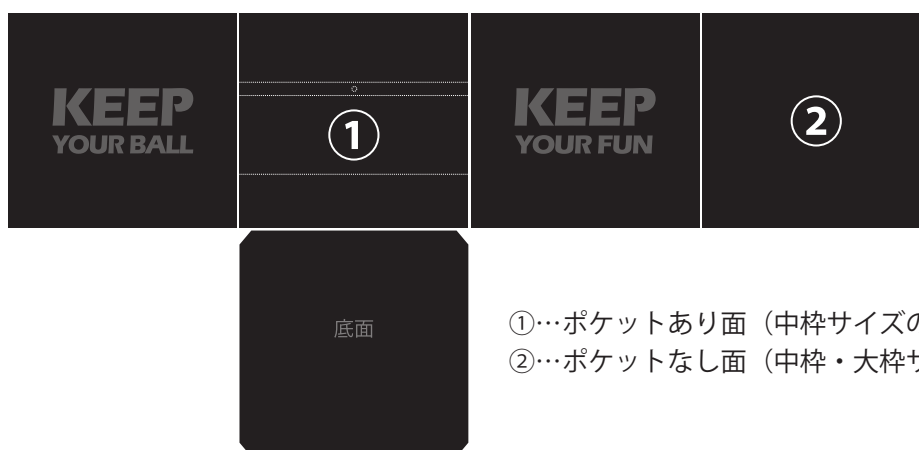 KEEP
YOUR BALL
①
KEEP
YOUR FUN
②
底面
①…ポケットあり面（中枠サイズの
②…ポケットなし面（中枠・大枠サ